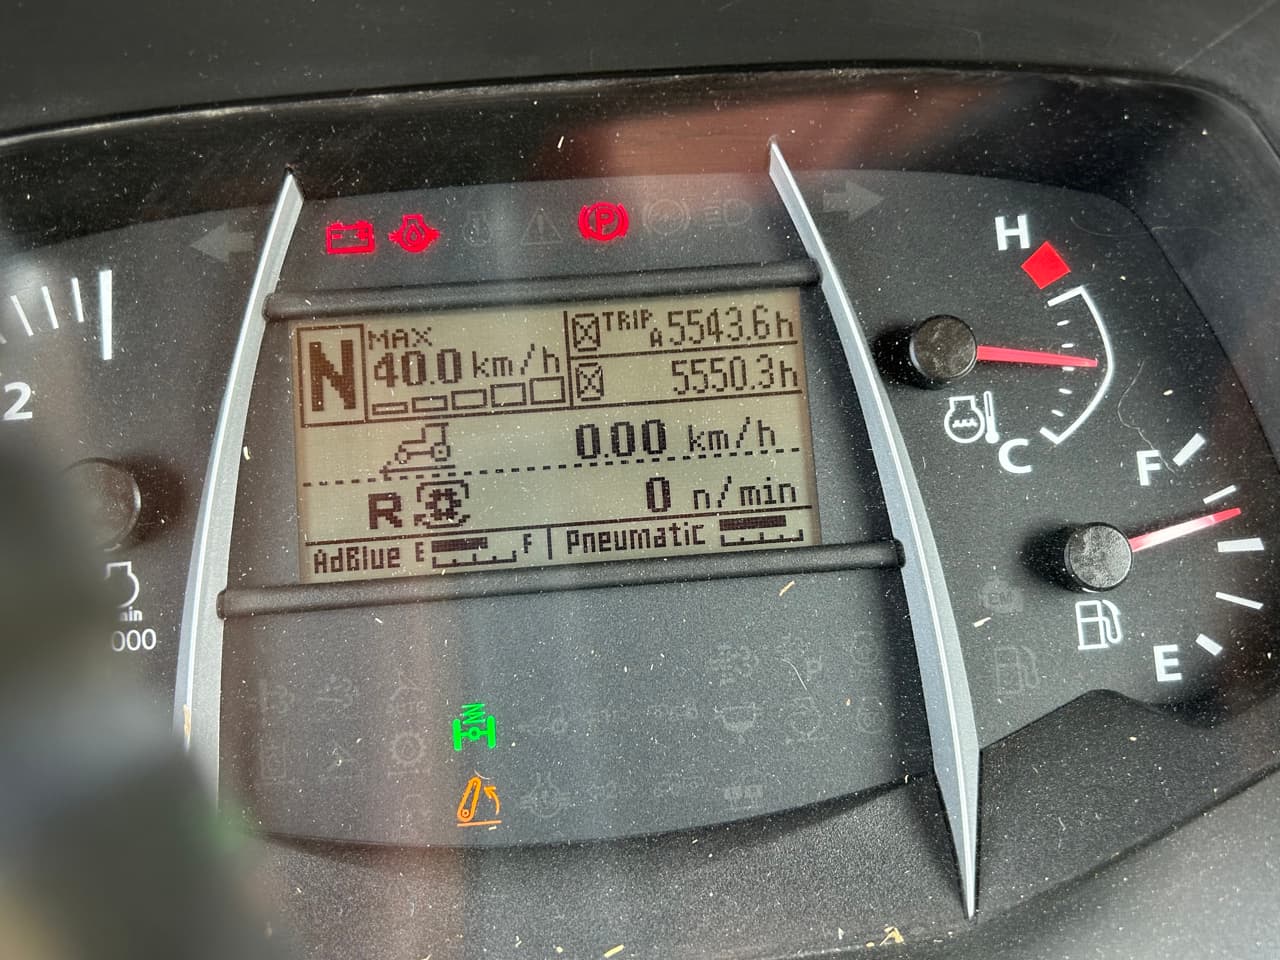 H
2
N
MAX
40.0 km/h
TRIP A 5543.6h
5550.3h
0.00 km/h
R
0 n/min
AdBlue E F
Pneumatic
C
F
E
P
000